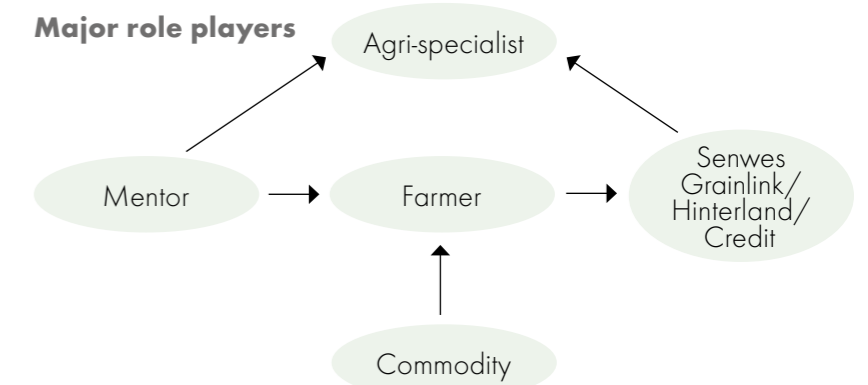 Major role players
Agri-specialist
Mentor
Farmer
Senwes
Grainlink/
Hinterland/
Credit
Commodity